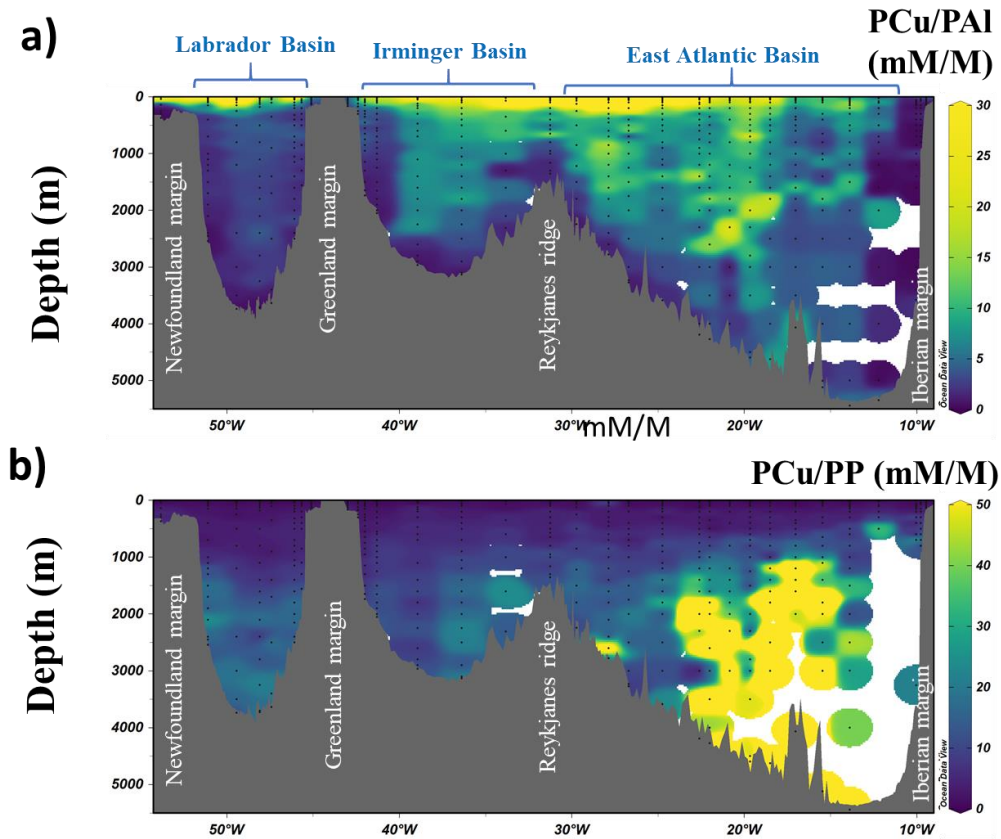 a)
PCu/PAl
(mM/M)
Labrador Basin
Irminger Basin
East Atlantic Basin
Depth (m)
0
1000
2000
3000
4000
5000
Newfoundland margin
Greenland margin
Reykjanes ridge
Iberian margin
Ocean Data View
30
25
20
15
10
5
0
50°W
40°W
30°W
20°W
10°W
mM/M
b)
PCu/PP (mM/M)
Depth (m)
0
1000
2000
3000
4000
5000
Newfoundland margin
Greenland margin
Reykjanes ridge
Iberian margin
Ocean Data View
50
40
30
20
10
0
50°W
40°W
30°W
20°W
10°W